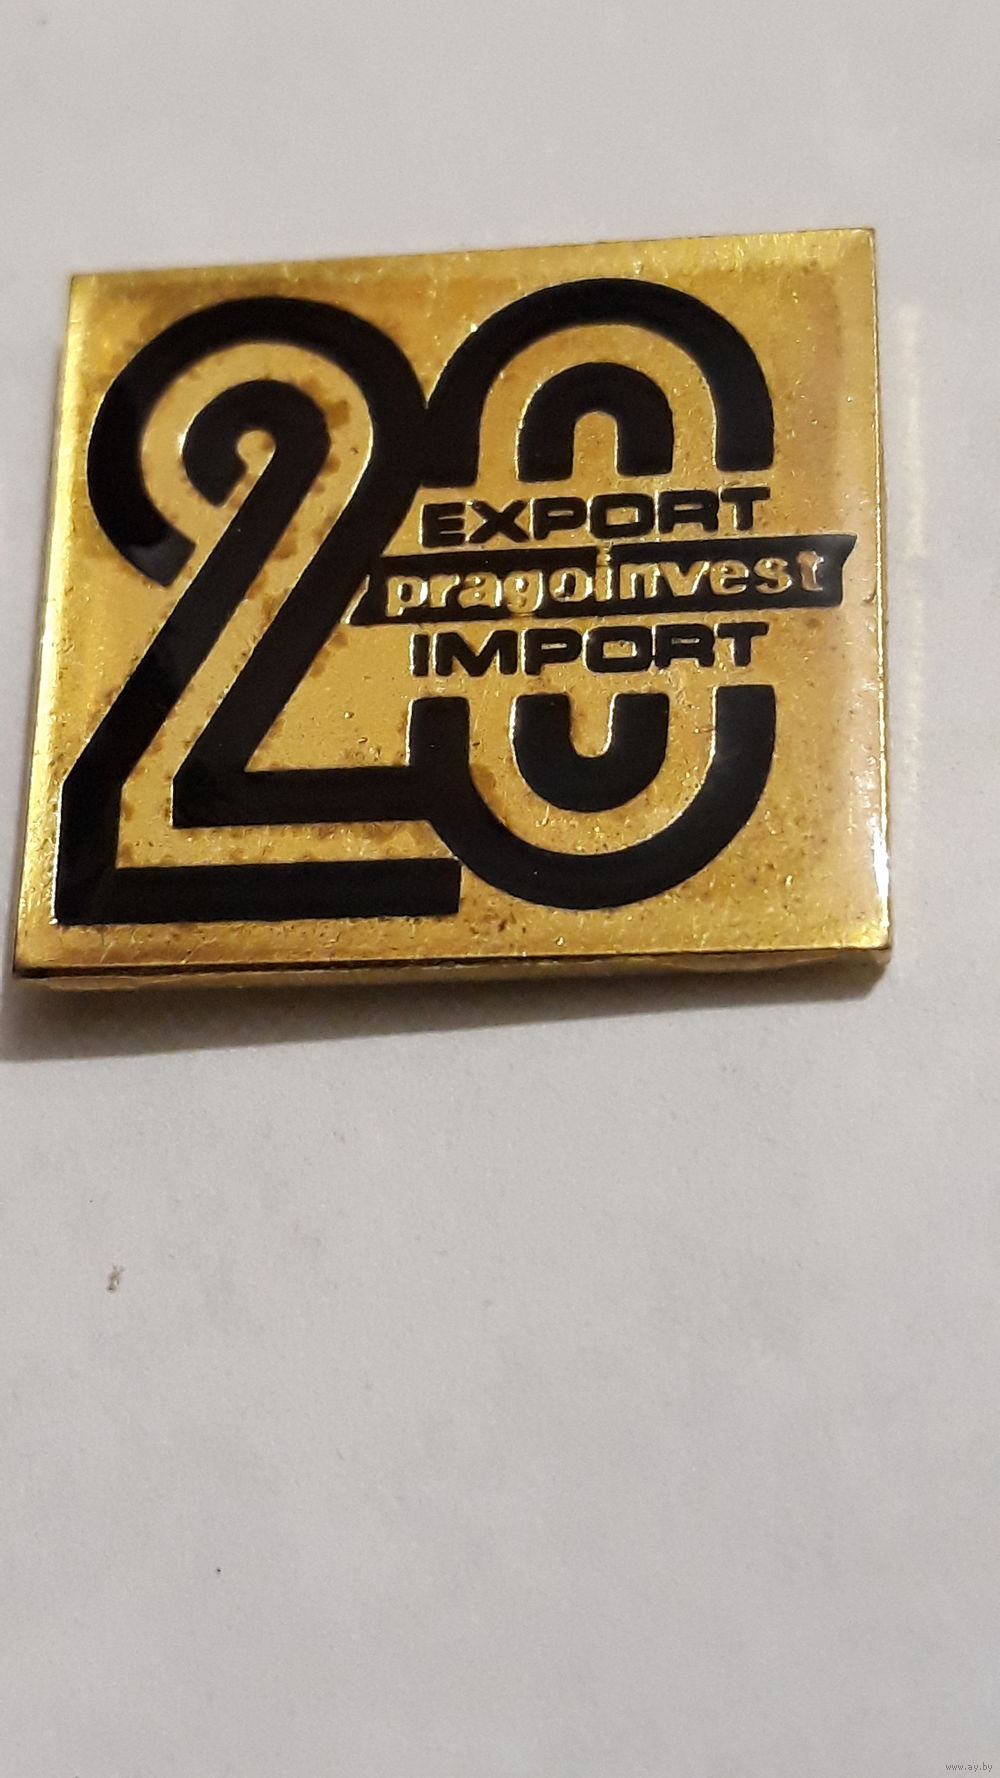 20
EXPORT
pragoinvest
IMPORT
www.ay.by